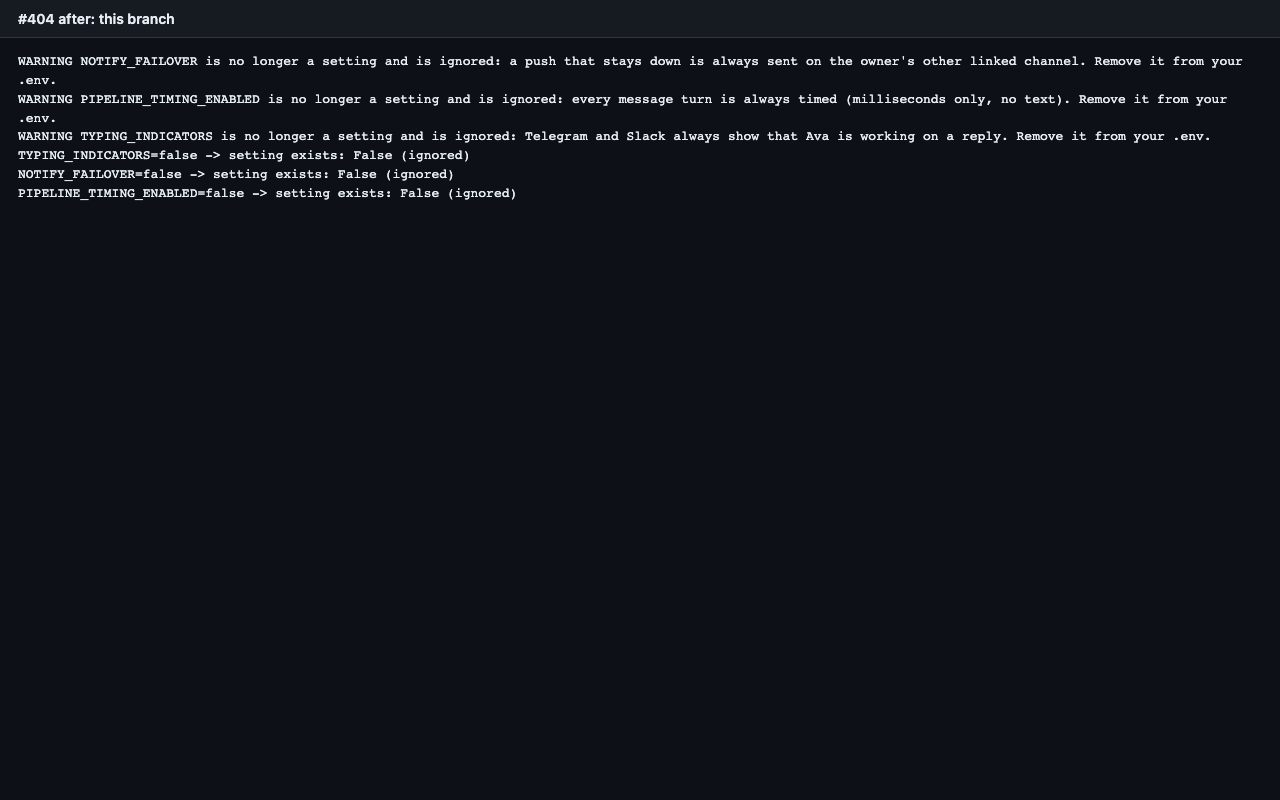 #404 after: this branch
WARNING NOTIFY_FAILOVER is no longer a setting and is ignored: a push that stays down is always sent on the owner's other linked channel. Remove it from your
.env.
WARNING PIPELINE_TIMING_ENABLED is no longer a setting and is ignored: every message turn is always timed (milliseconds only, no text). Remove it from your
.env.
WARNING TYPING_INDICATORS is no longer a setting and is ignored: Telegram and Slack always show that Ava is working on a reply. Remove it from your .env.
TYPING_INDICATORS=false -> setting exists: False (ignored)
NOTIFY_FAILOVER=false -> setting exists: False (ignored)
PIPELINE_TIMING_ENABLED=false -> setting exists: False (ignored)